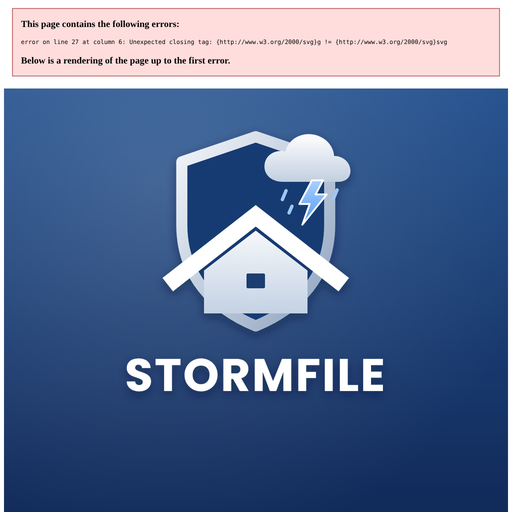 This page contains the following errors:
error on line 27 at column 6: Unexpected closing tag: {http://www.w3.org/2000/svg}g != {http://www.w3.org/2000/svg}svg
Below is a rendering of the page up to the first error.
STORMFILE